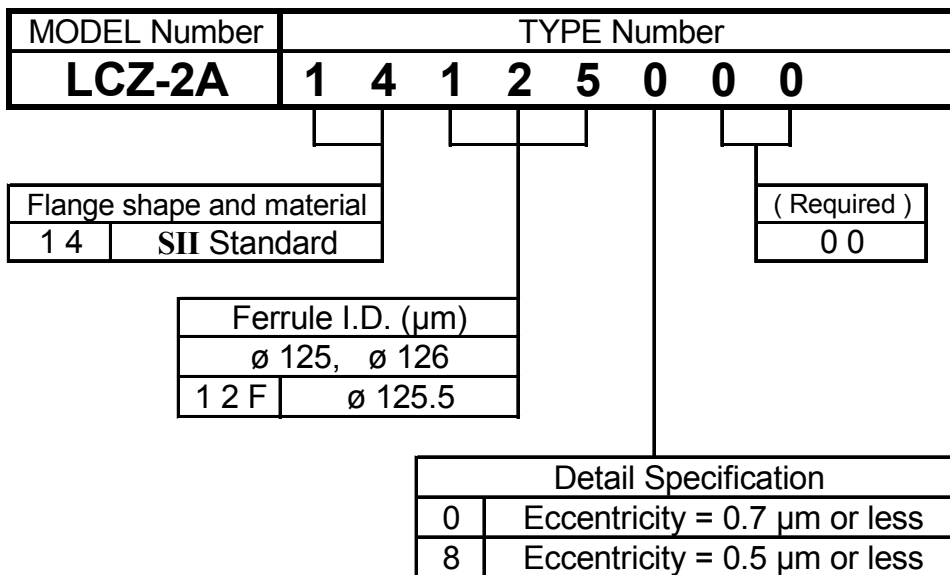 MODEL Number TYPE Number
LCZ-2A 1 4 1 2 5 0 0 0
Flange shape and material
1 4 SII Standard
( Required )
0 0
Ferrule I.D. (µm)
ø 125, ø 126
1 2 F ø 125.5
Detail Specification
0 Eccentricity = 0.7 µm or less
8 Eccentricity = 0.5 µm or less